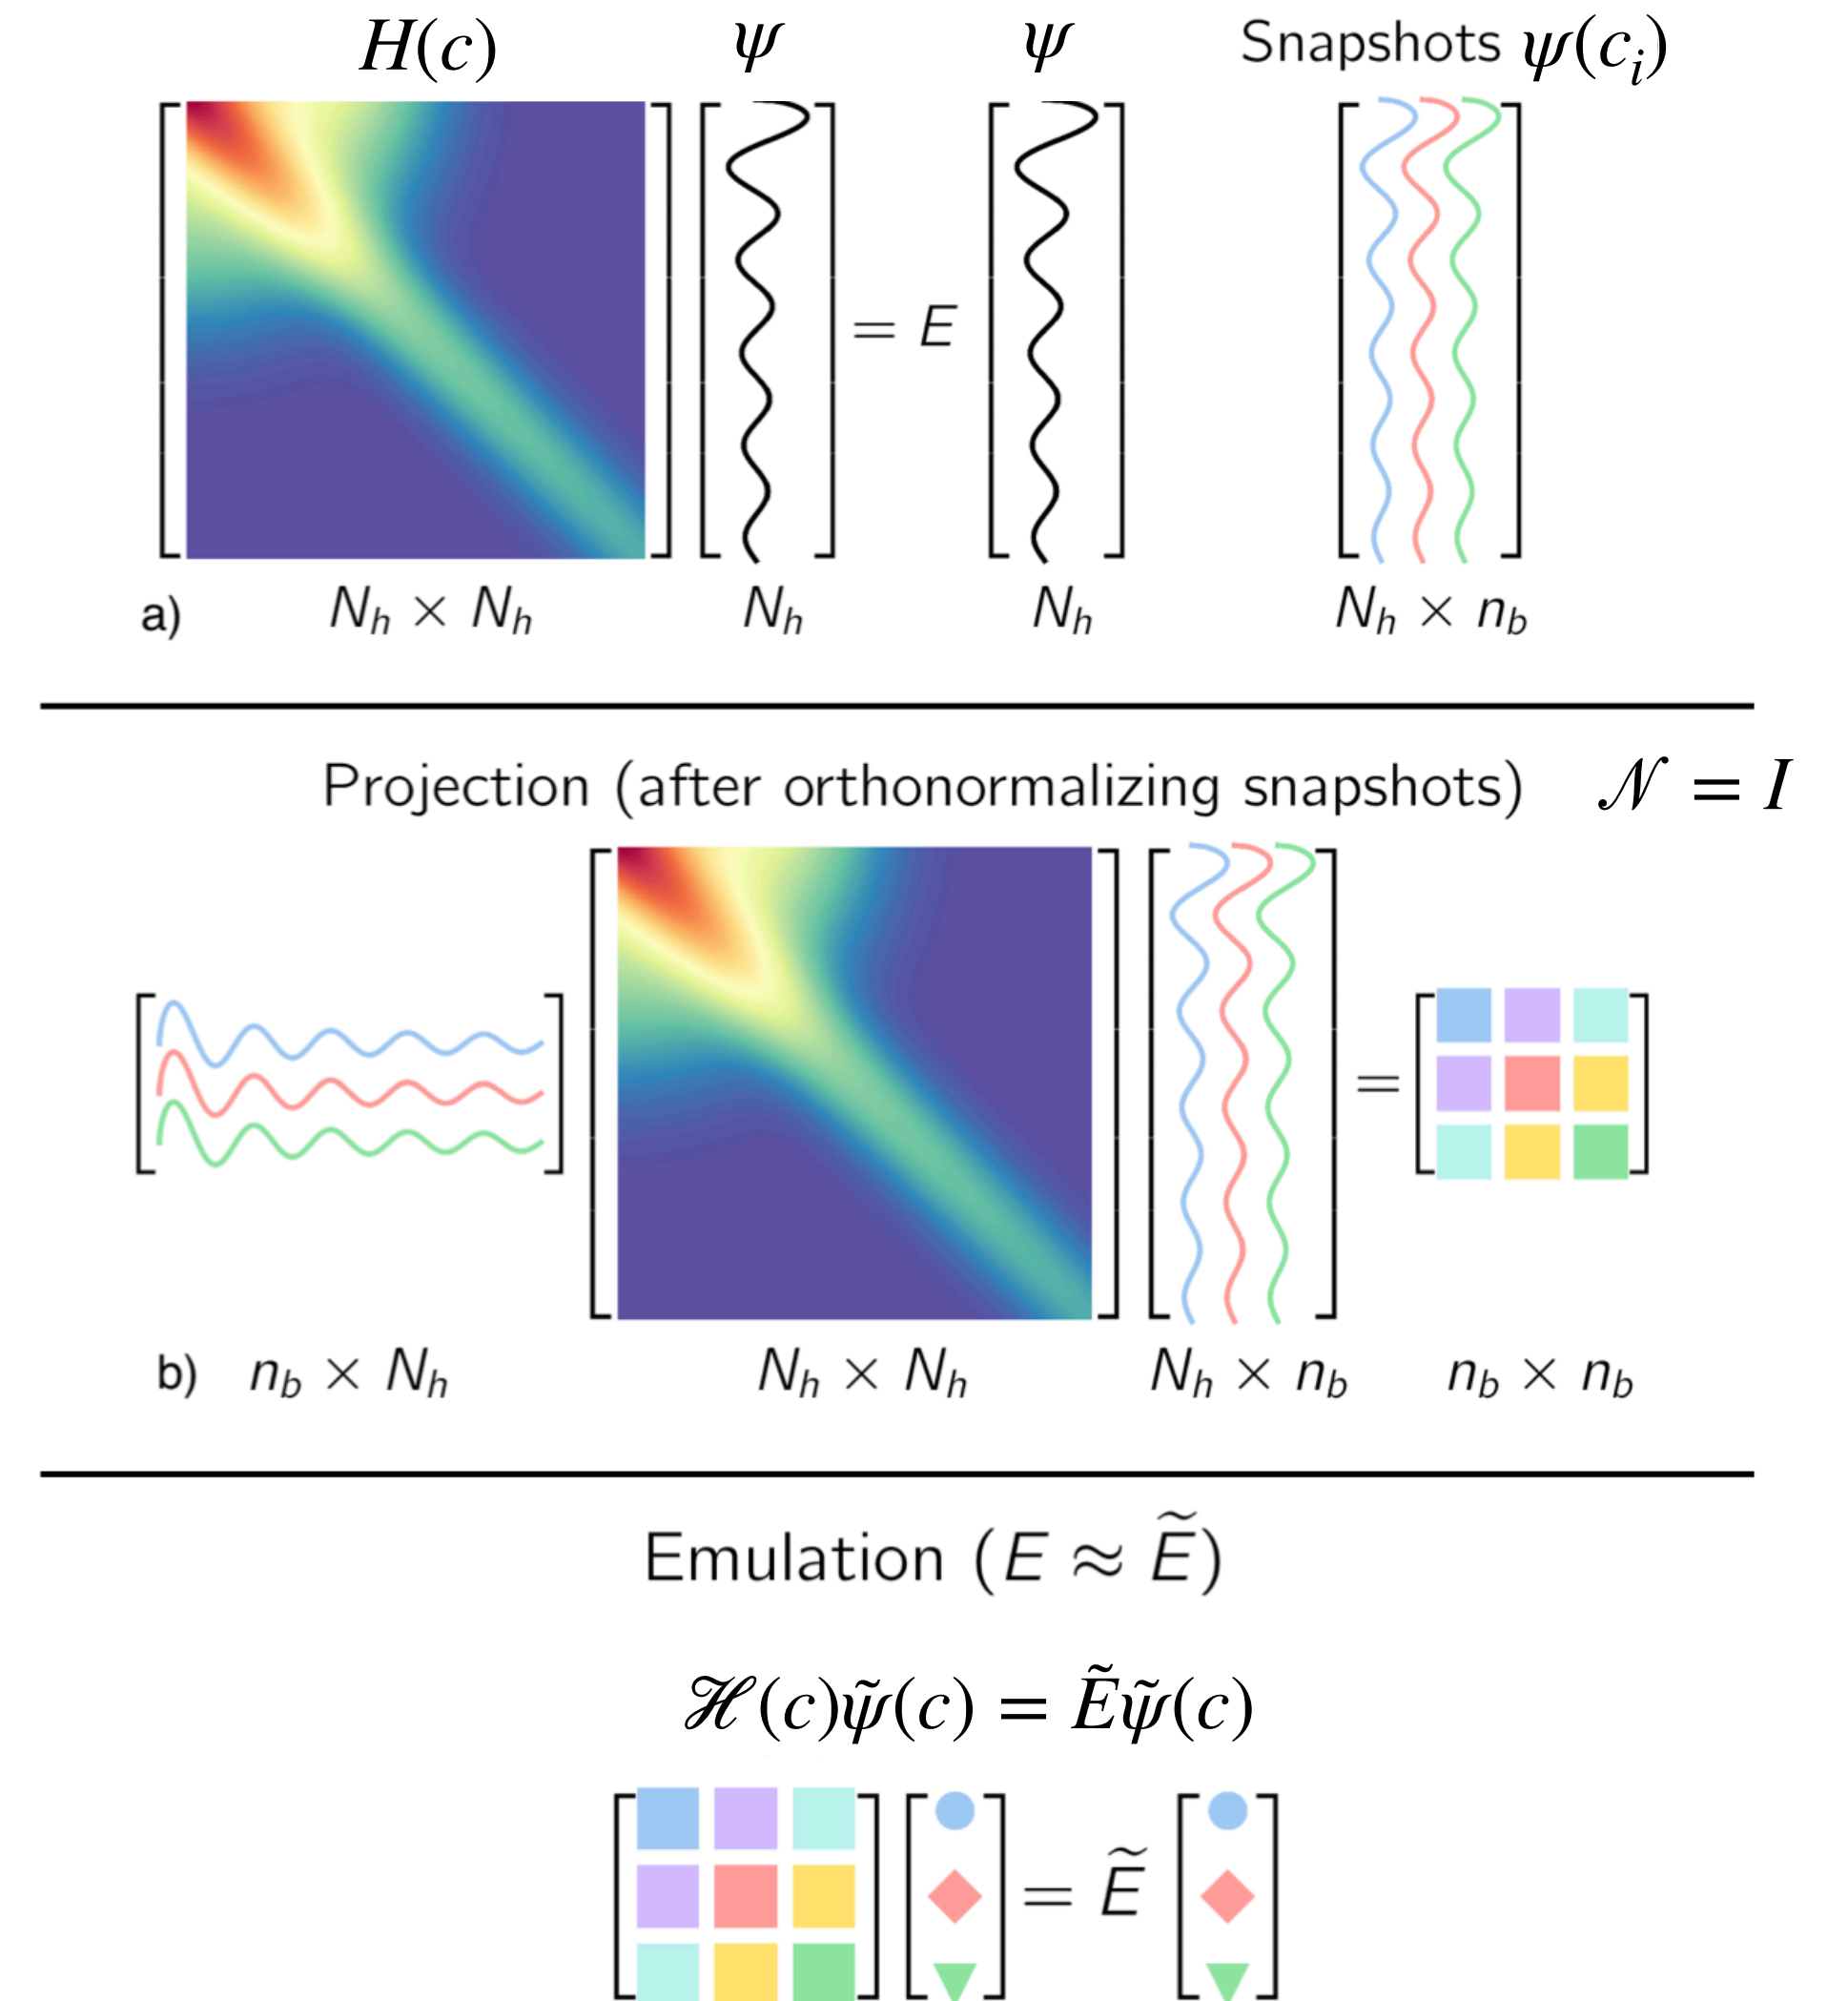 H(c) ψ ψ Snapshots ψ(c_i)
= E
a) N_h × N_h N_h N_h N_h × n_b
Projection (after orthonormalizing snapshots) 𝒩 = I
=
b) n_b × N_h N_h × N_h N_h × n_b n_b × n_b
Emulation (E ≈ Ẽ)
ℋ(c)ψ̃(c) = Ẽψ̃(c)
= Ẽ